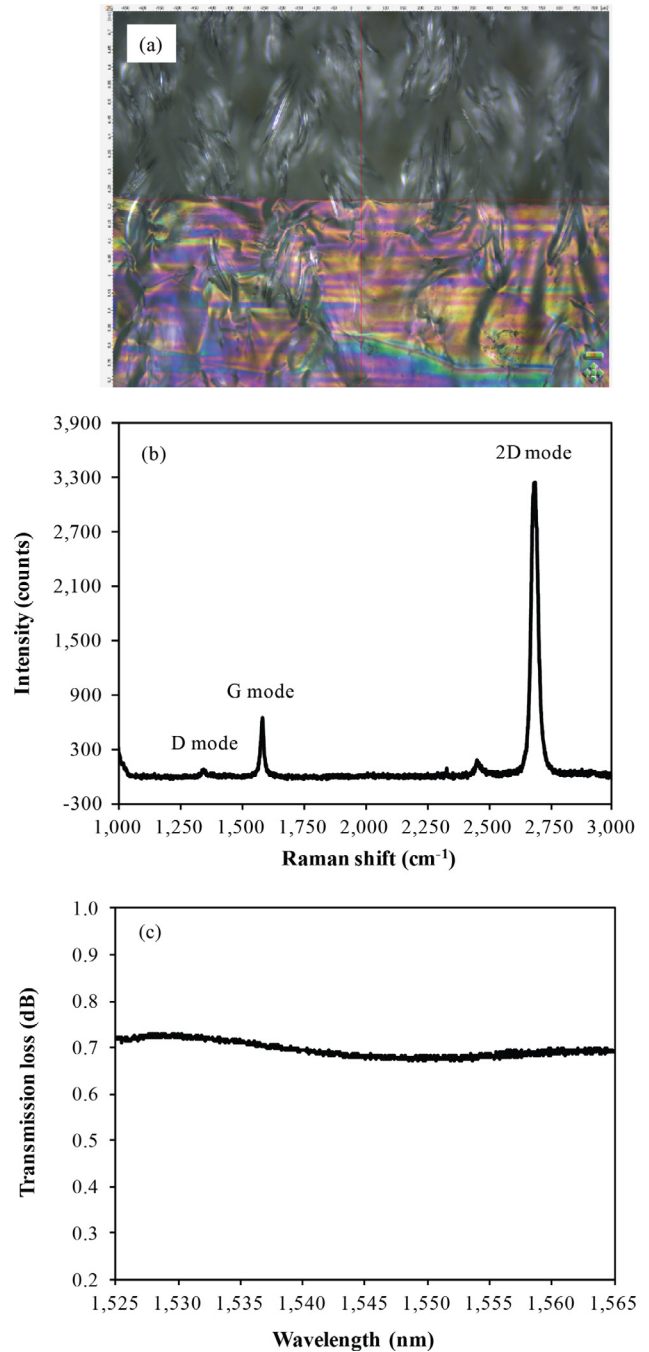 (a)
3,900
3,300
2,700
2,100
1,500
900
300
-300
Intensity (counts)
(b)
2D mode
G mode
D mode
1,000 1,250 1,500 1,750 2,000 2,250 2,500 2,750 3,000
Raman shift (cm-1)
1.0
0.9
0.8
0.7
0.6
0.5
0.4
0.3
0.2
Transmission loss (dB)
(c)
1,525 1,530 1,535 1,540 1,545 1,550 1,555 1,560 1,565
Wavelength (nm)